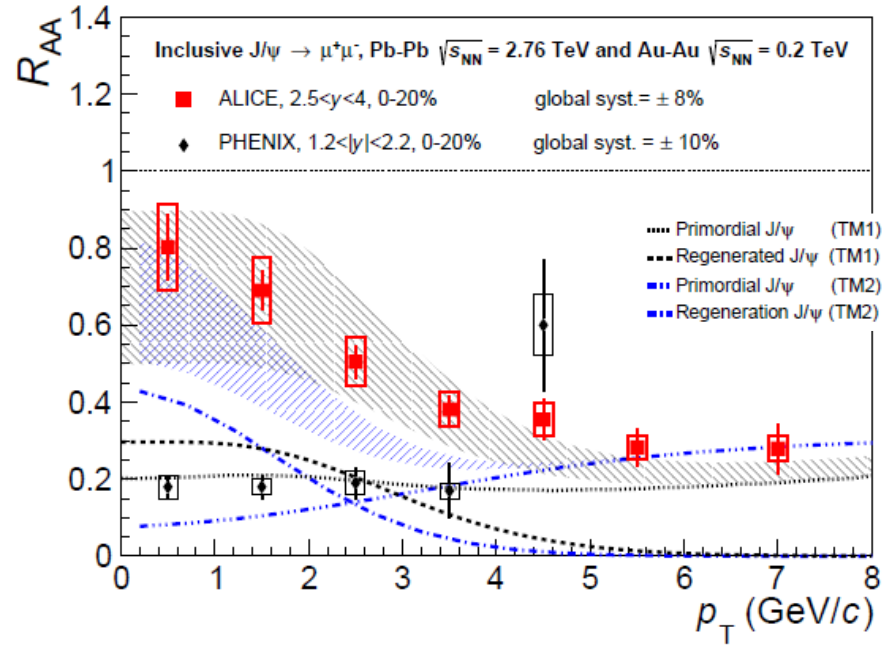 R_AA
1.4
1.2
1
0.8
0.6
0.4
0.2
0
Inclusive J/ψ → μ⁺μ⁻, Pb-Pb √s_NN = 2.76 TeV and Au-Au √s_NN = 0.2 TeV
ALICE, 2.5<y<4, 0-20% global syst.= ± 8%
PHENIX, 1.2<|y|<2.2, 0-20% global syst. = ± 10%
Primordial J/ψ (TM1)
Regenerated J/ψ (TM1)
Primordial J/ψ (TM2)
Regeneration J/ψ (TM2)
0 1 2 3 4 5 6 7 8
p_T (GeV/c)